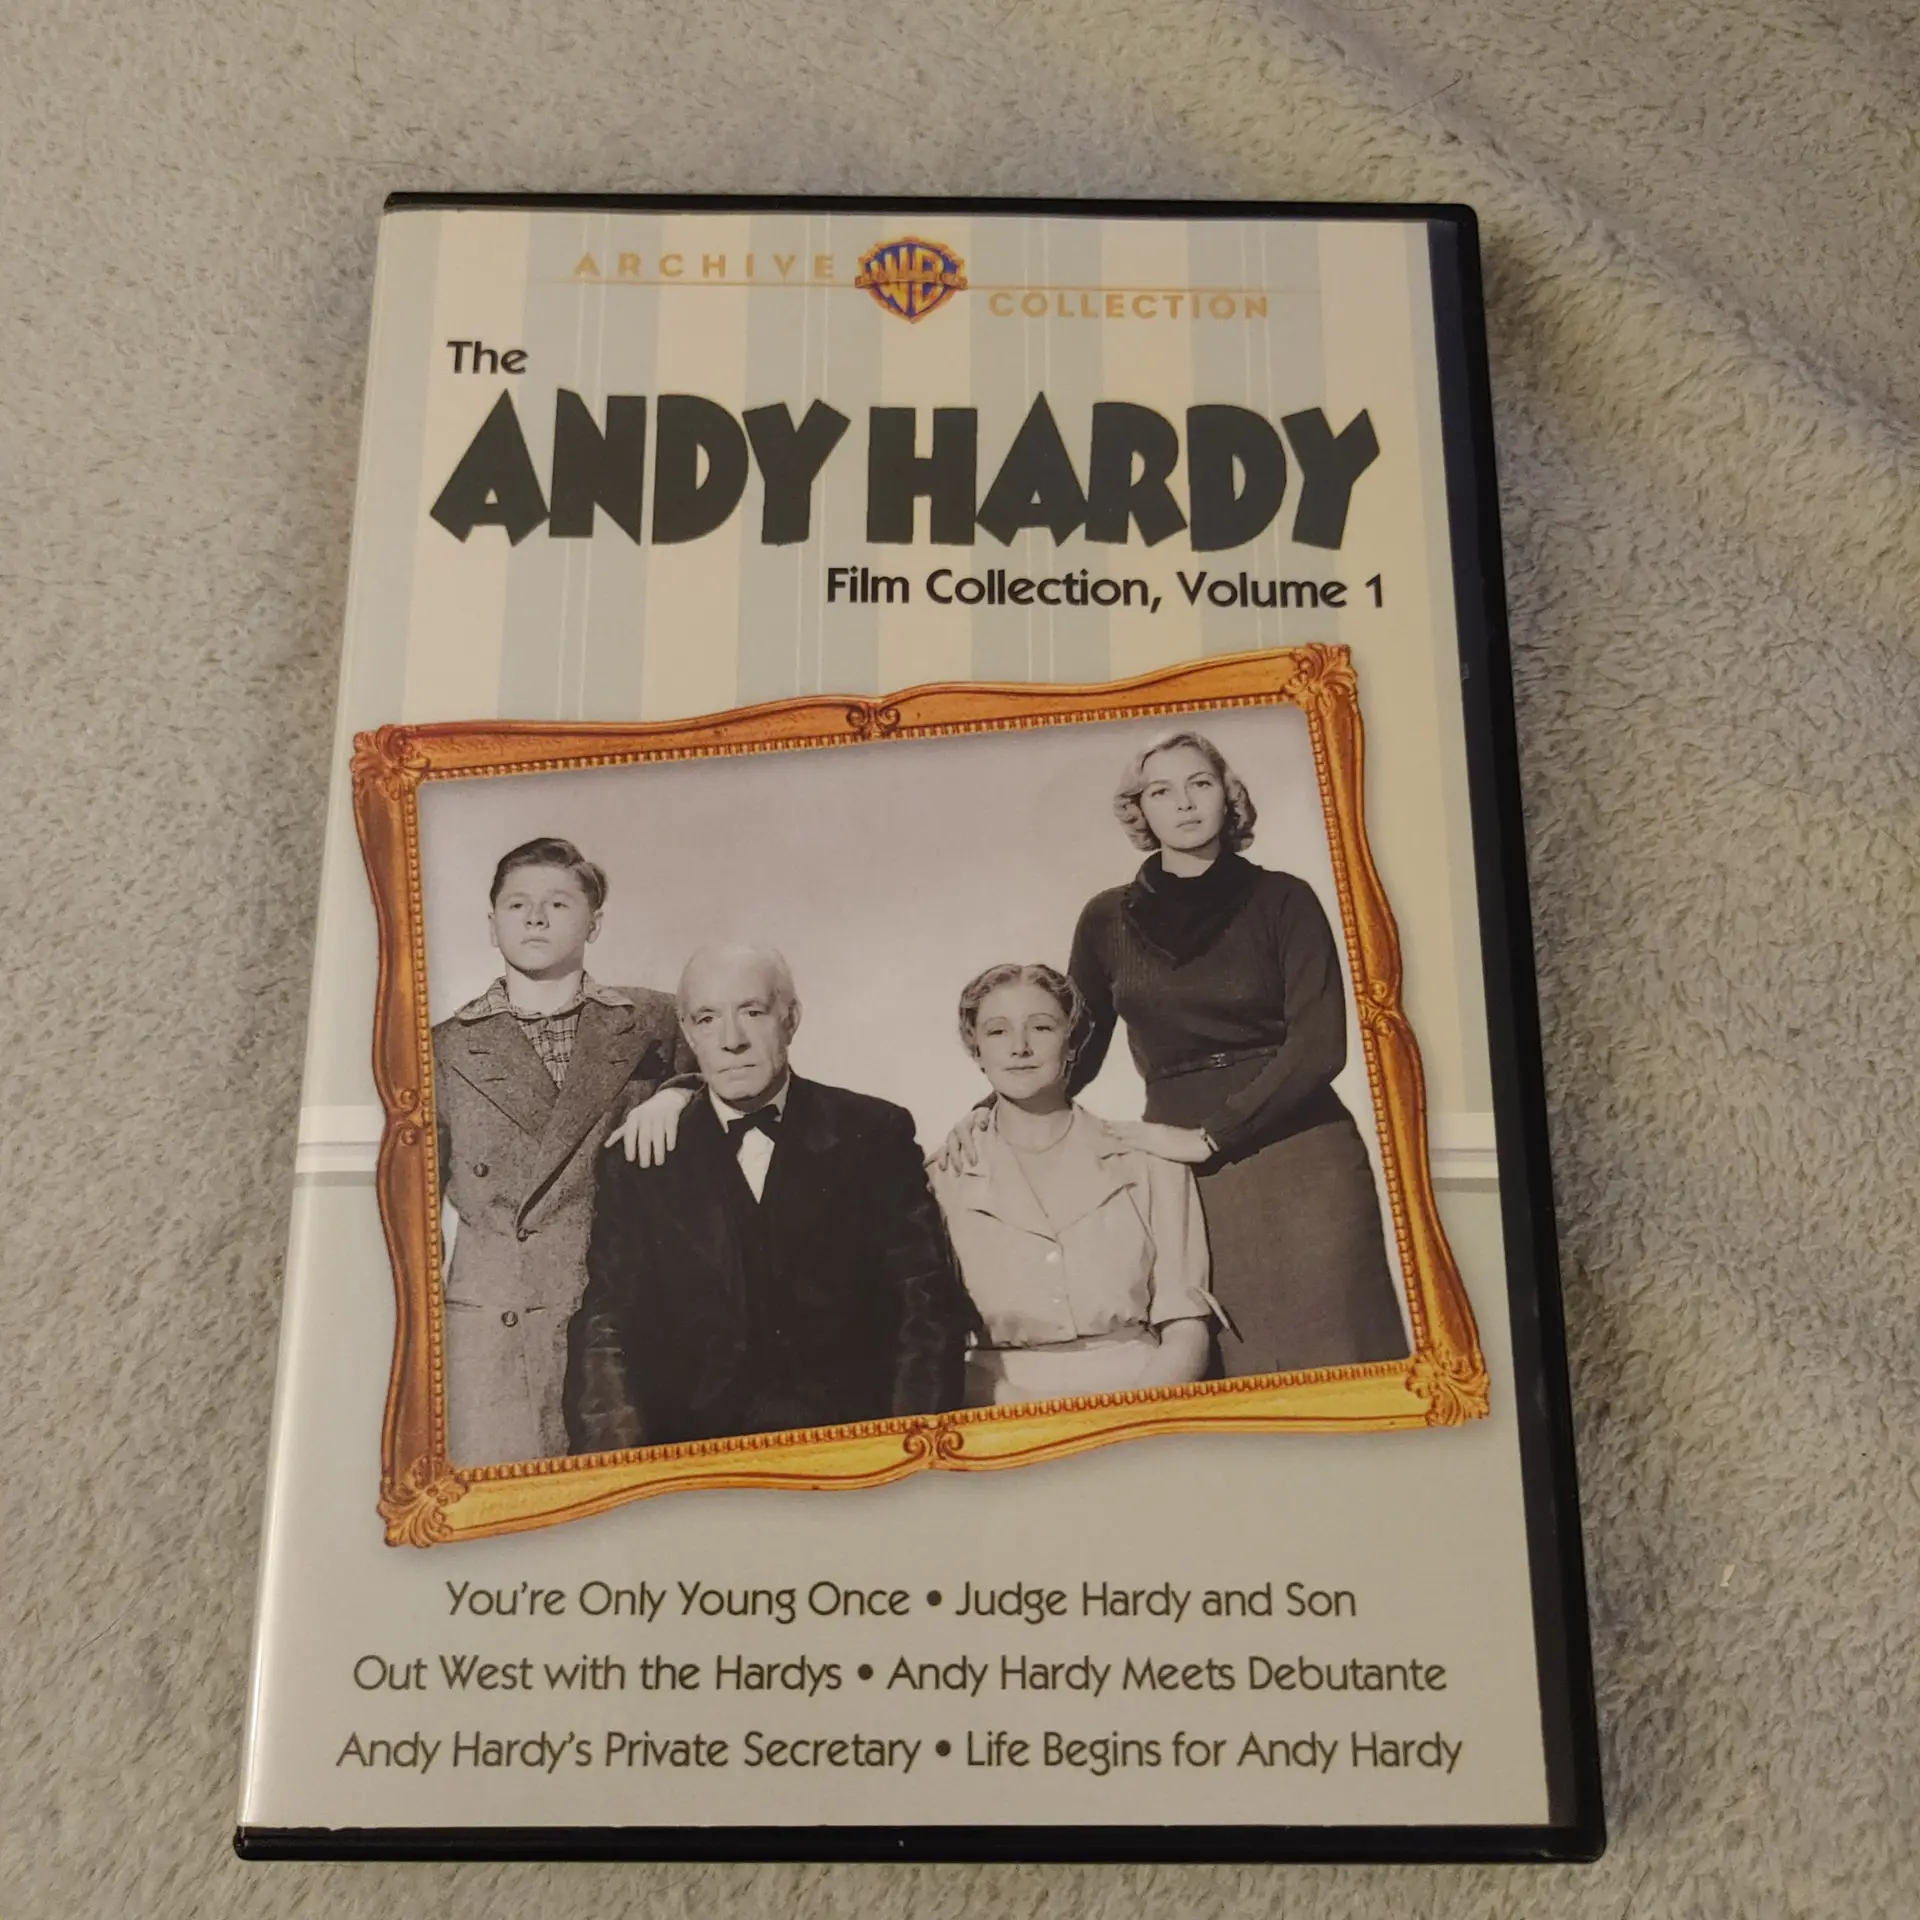 ARCHIVE WB COLLECTION
The
ANDY HARDY
Film Collection, Volume 1
You're Only Young Once • Judge Hardy and Son
Out West with the Hardys • Andy Hardy Meets Debutante
Andy Hardy's Private Secretary • Life Begins for Andy Hardy